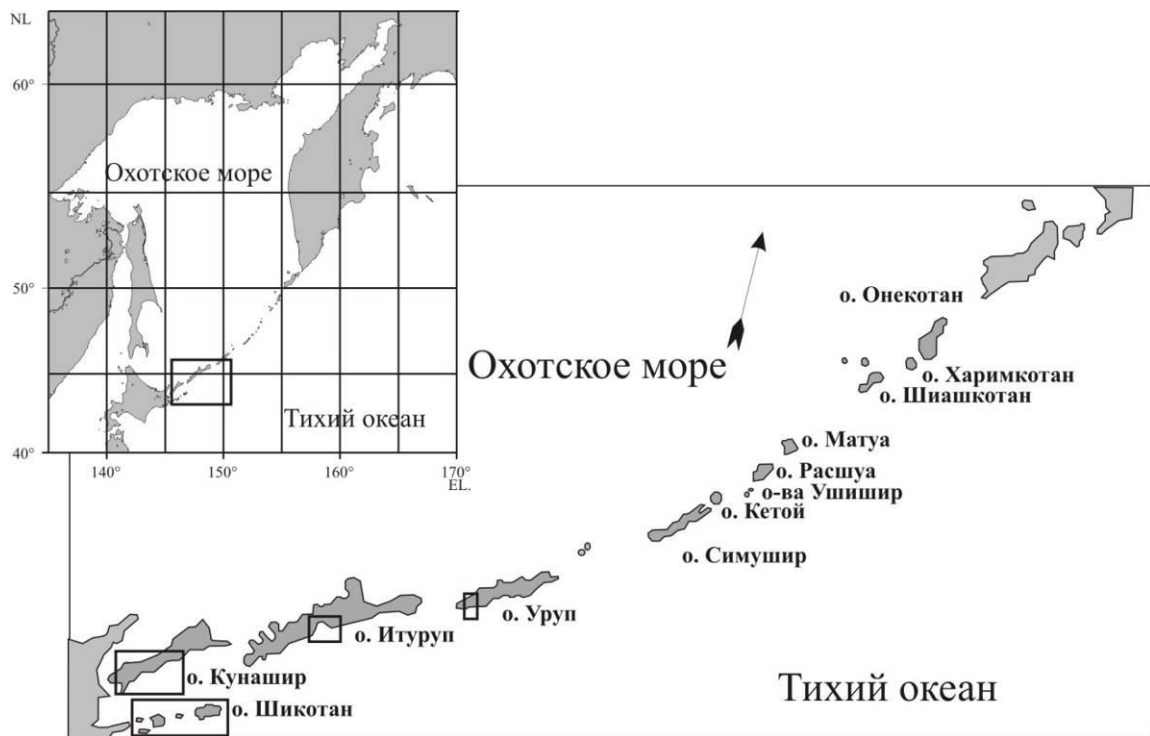 NL
60°
Охотское море
50°
Тихий океан
40°
140°
150°
160°
170°
EL.
о. Онекотан
Охотское море
о. Харимкотан
о. Шиашкотан
о. Матуа
о. Расшуа
о-ва Ушишир
о. Кетой
о. Симушир
о. Уруп
о. Итуруп
о. Кунашир
Тихий океан
о. Шикотан